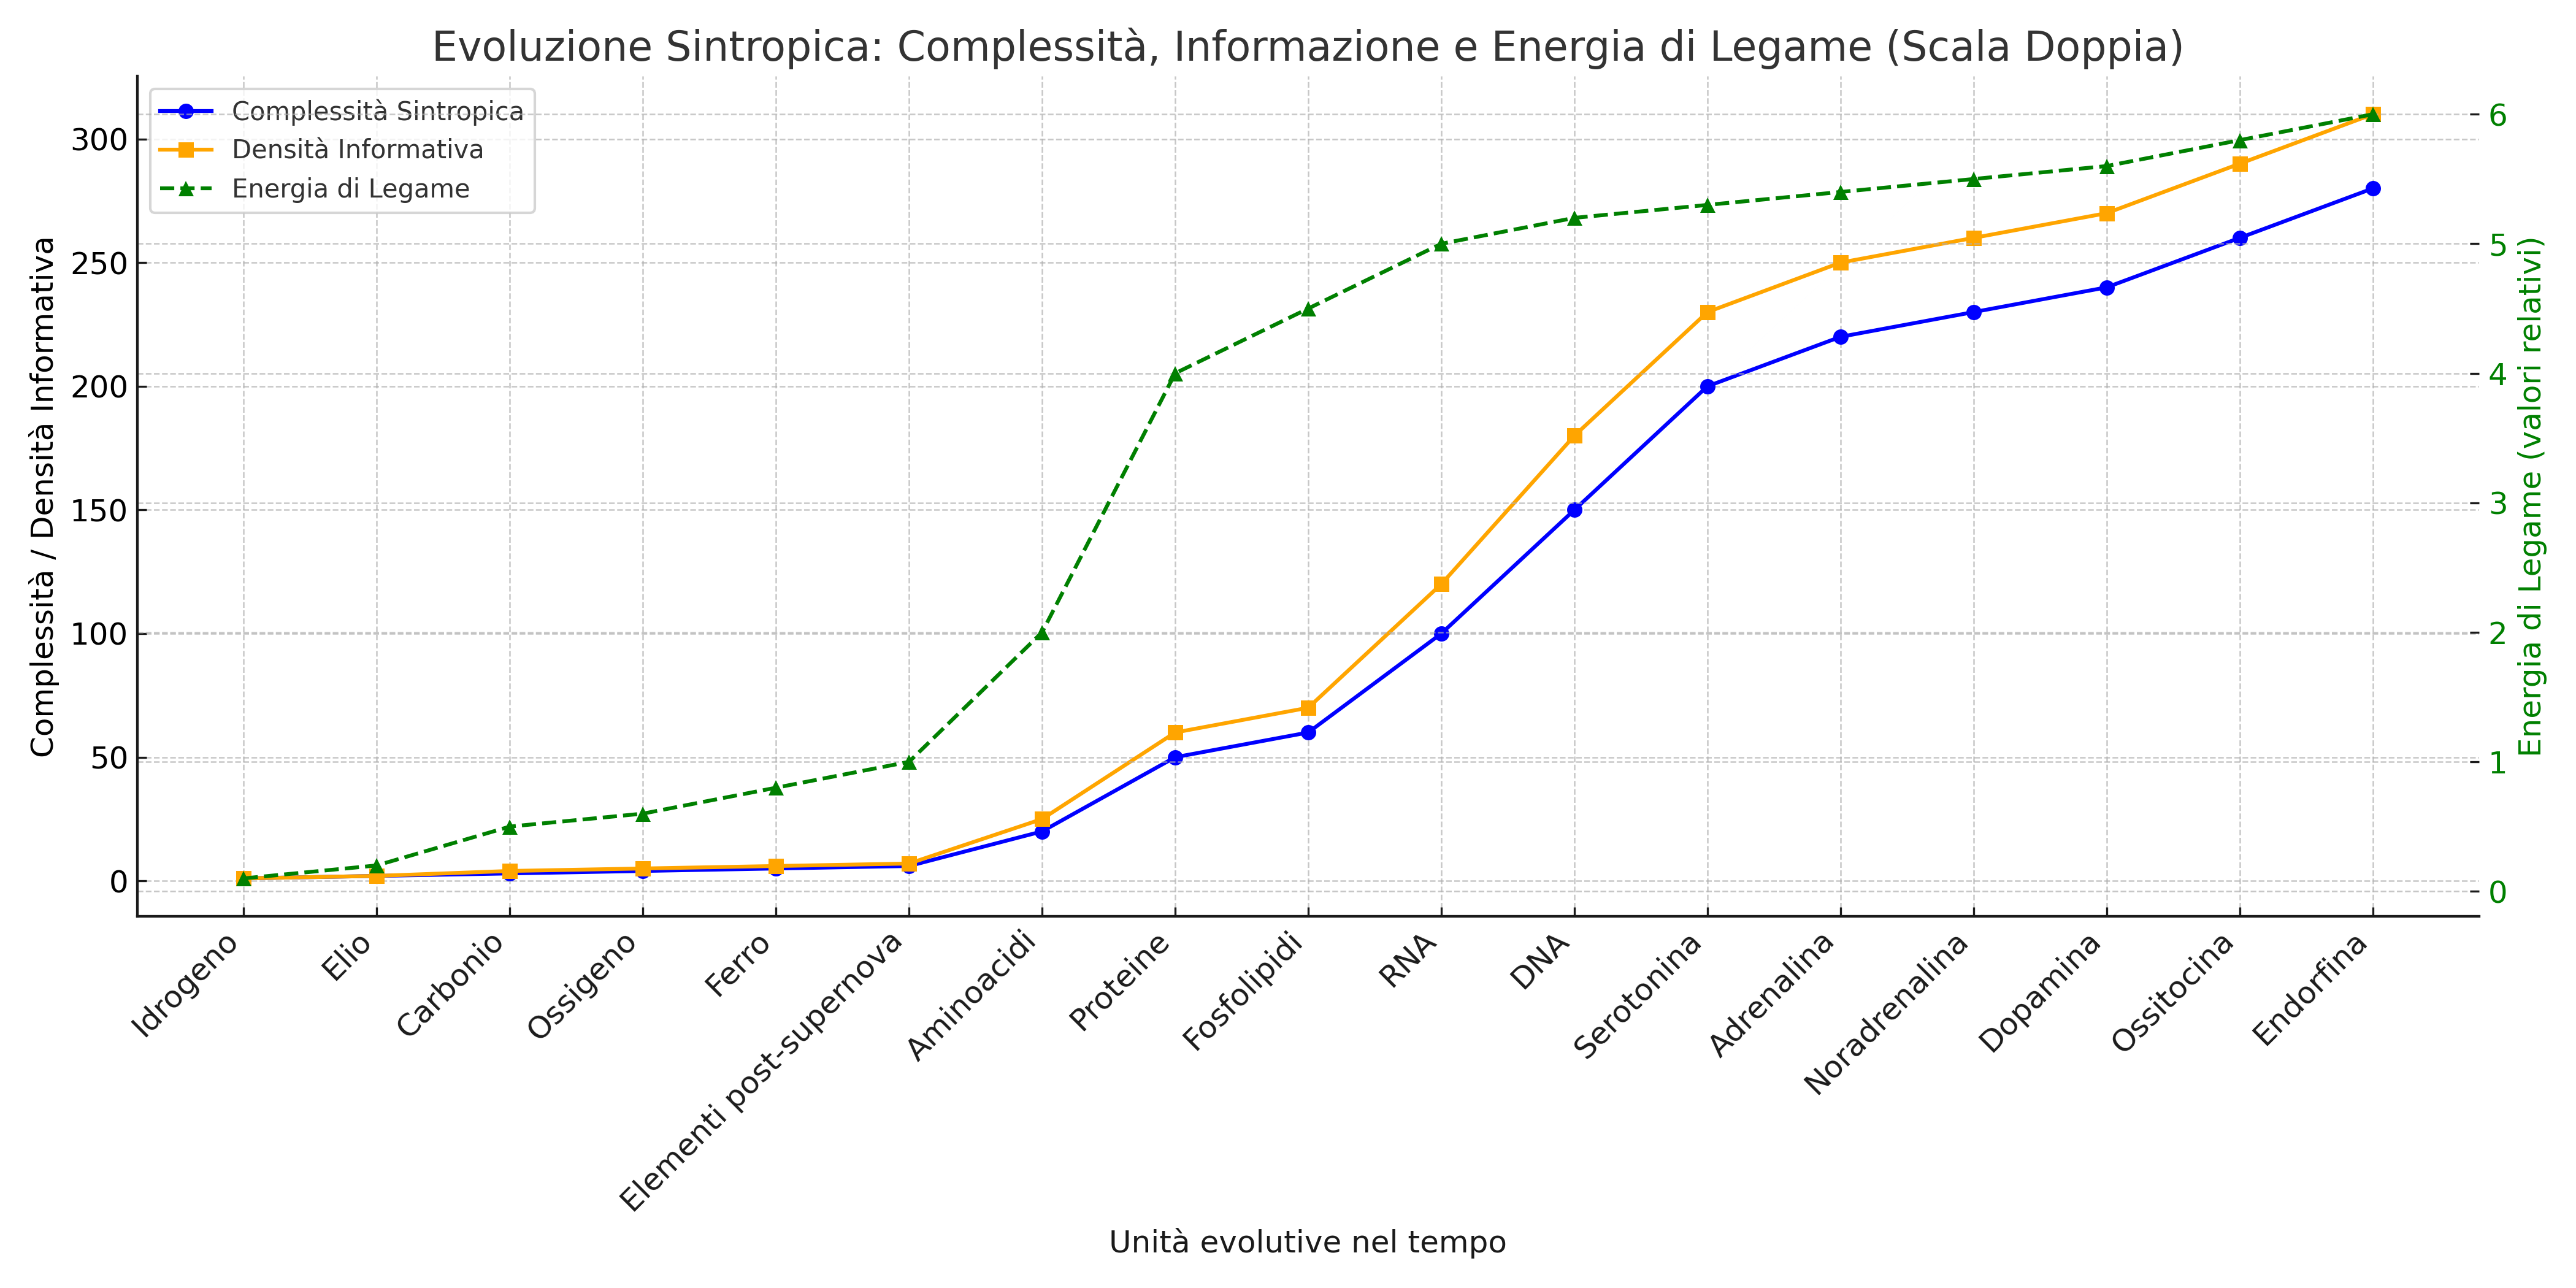 Evoluzione Sintropica: Complessità, Informazione e Energia di Legame (Scala Doppia)
Complessità Sintropica
Densità Informativa
Energia di Legame
Complessità / Densità Informativa
300
250
200
150
100
50
0
6
5
4
3
2
1
0
Energia di Legame (valori relativi)
Idrogeno
Elio
Carbonio
Ossigeno
Ferro
Elementi post-supernova
Aminoacidi
Proteine
Fosfolipidi
RNA
DNA
Serotonina
Adrenalina
Noradrenalina
Dopamina
Ossitocina
Endorfina
Unità evolutive nel tempo